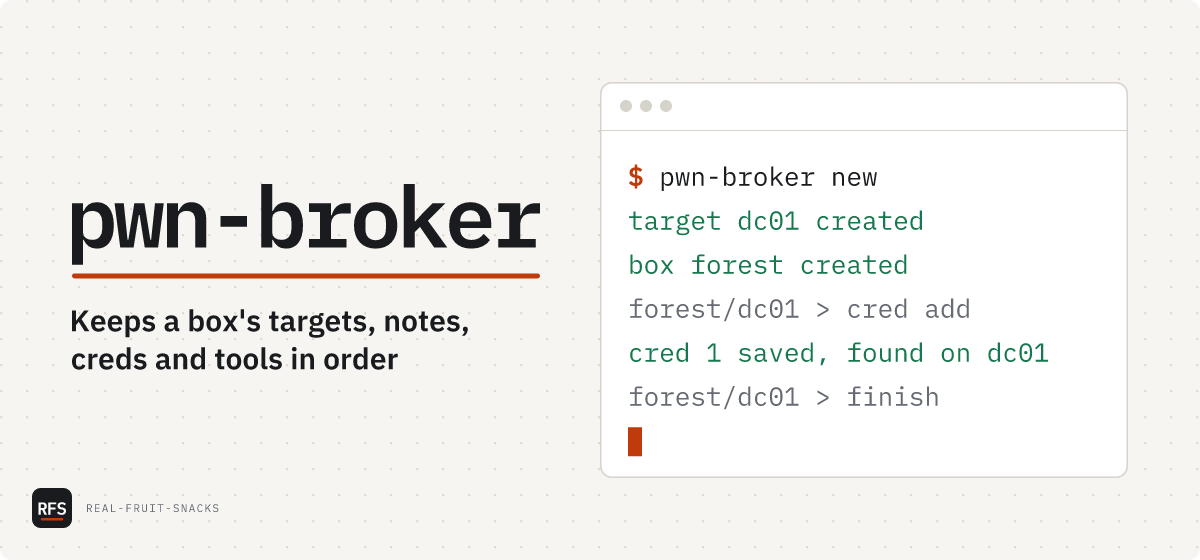 pwn-broker
Keeps a box's targets, notes,
creds and tools in order
$ pwn-broker new
target dc01 created
box forest created
forest/dc01 > cred add
cred 1 saved, found on dc01
forest/dc01 > finish
RFS
REAL-FRUIT-SNACKS